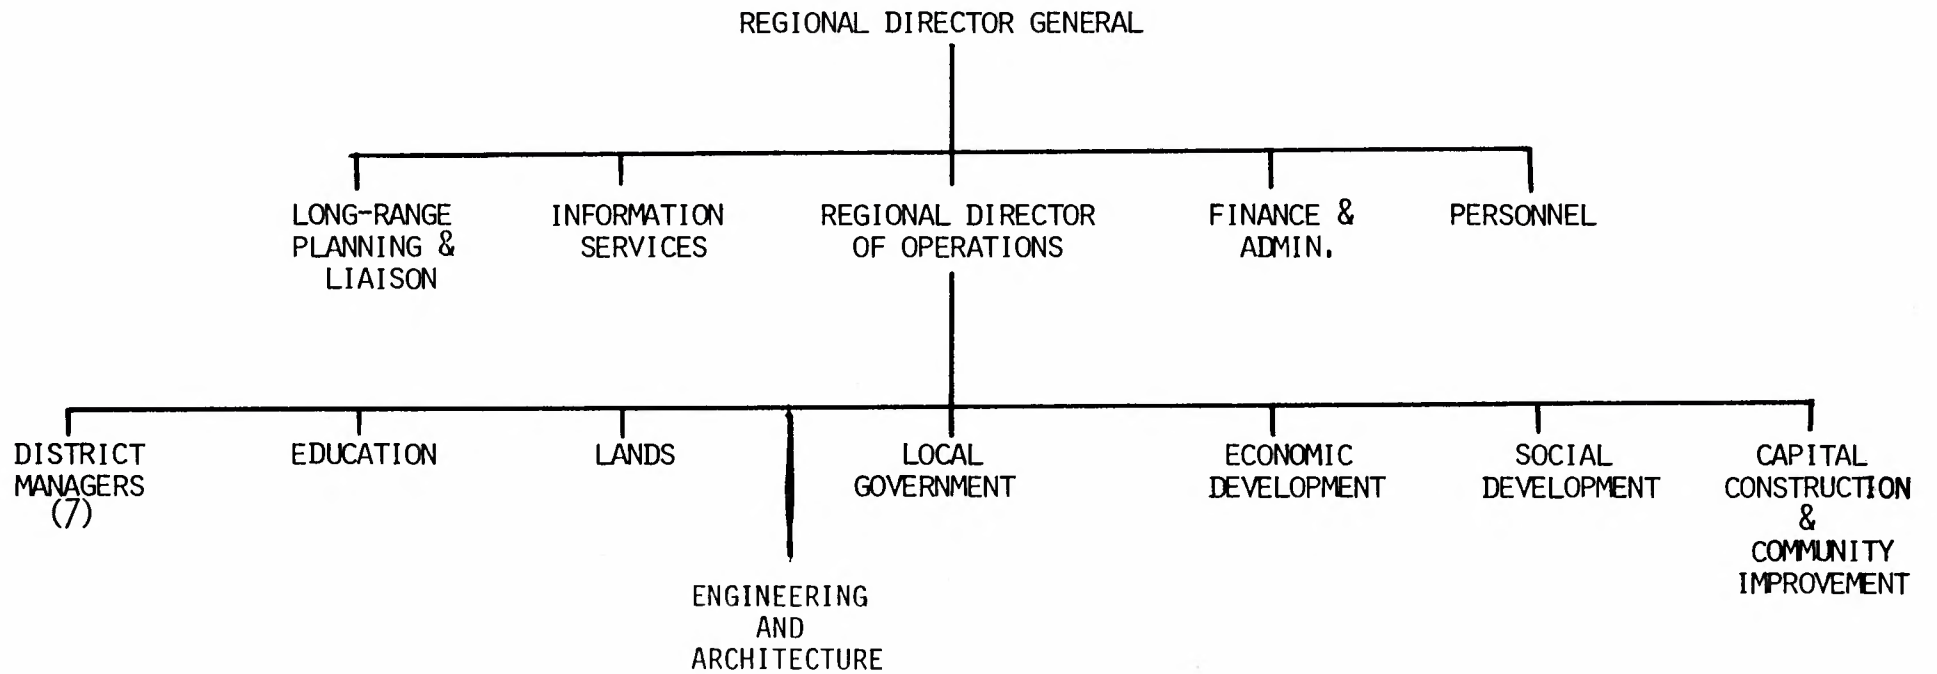 REGIONAL DIRECTOR GENERAL
LONG-RANGE
PLANNING &
LIAISON
INFORMATION
SERVICES
REGIONAL DIRECTOR
OF OPERATIONS
FINANCE &
ADMIN.
PERSONNEL
DISTRICT
MANAGERS
(7)
EDUCATION
LANDS
ENGINEERING
AND
ARCHITECTURE
LOCAL
GOVERNMENT
ECONOMIC
DEVELOPMENT
SOCIAL
DEVELOPMENT
CAPITAL
CONSTRUCTION
&
COMMUNITY
IMPROVEMENT